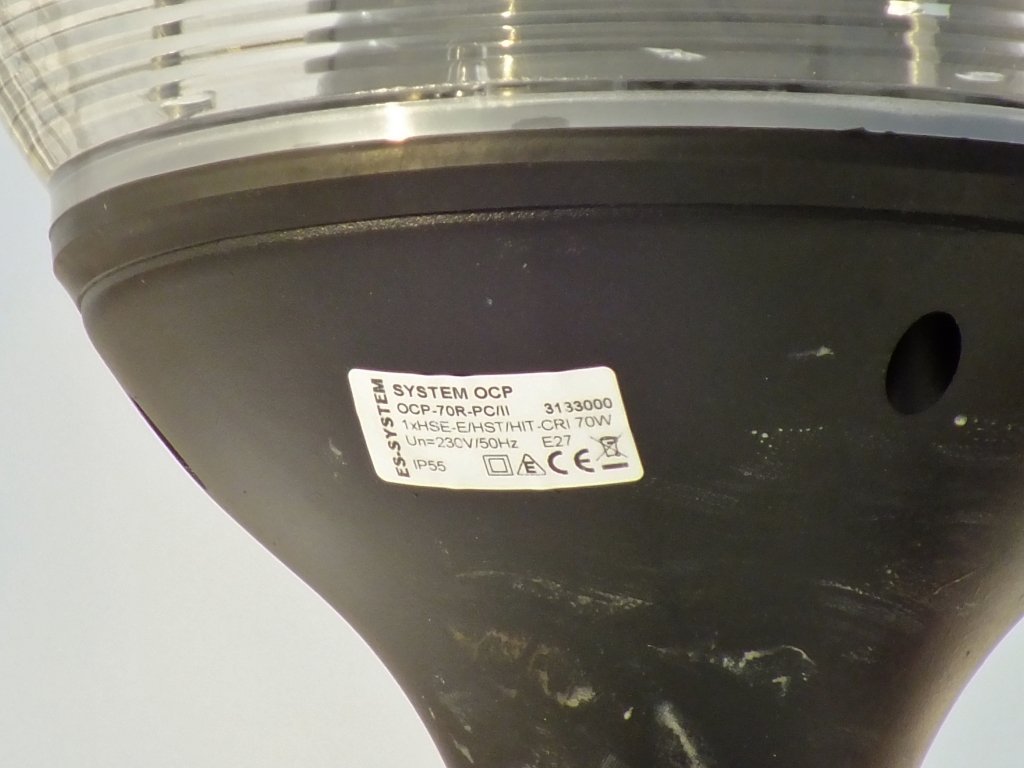 ES-SYSTEM
SYSTEM OCP
OCP-70R-PC/II 3133000
1xHSE-E/HST/HIT-CRI 70W
Un=230V/50Hz E27
IP55 E CE